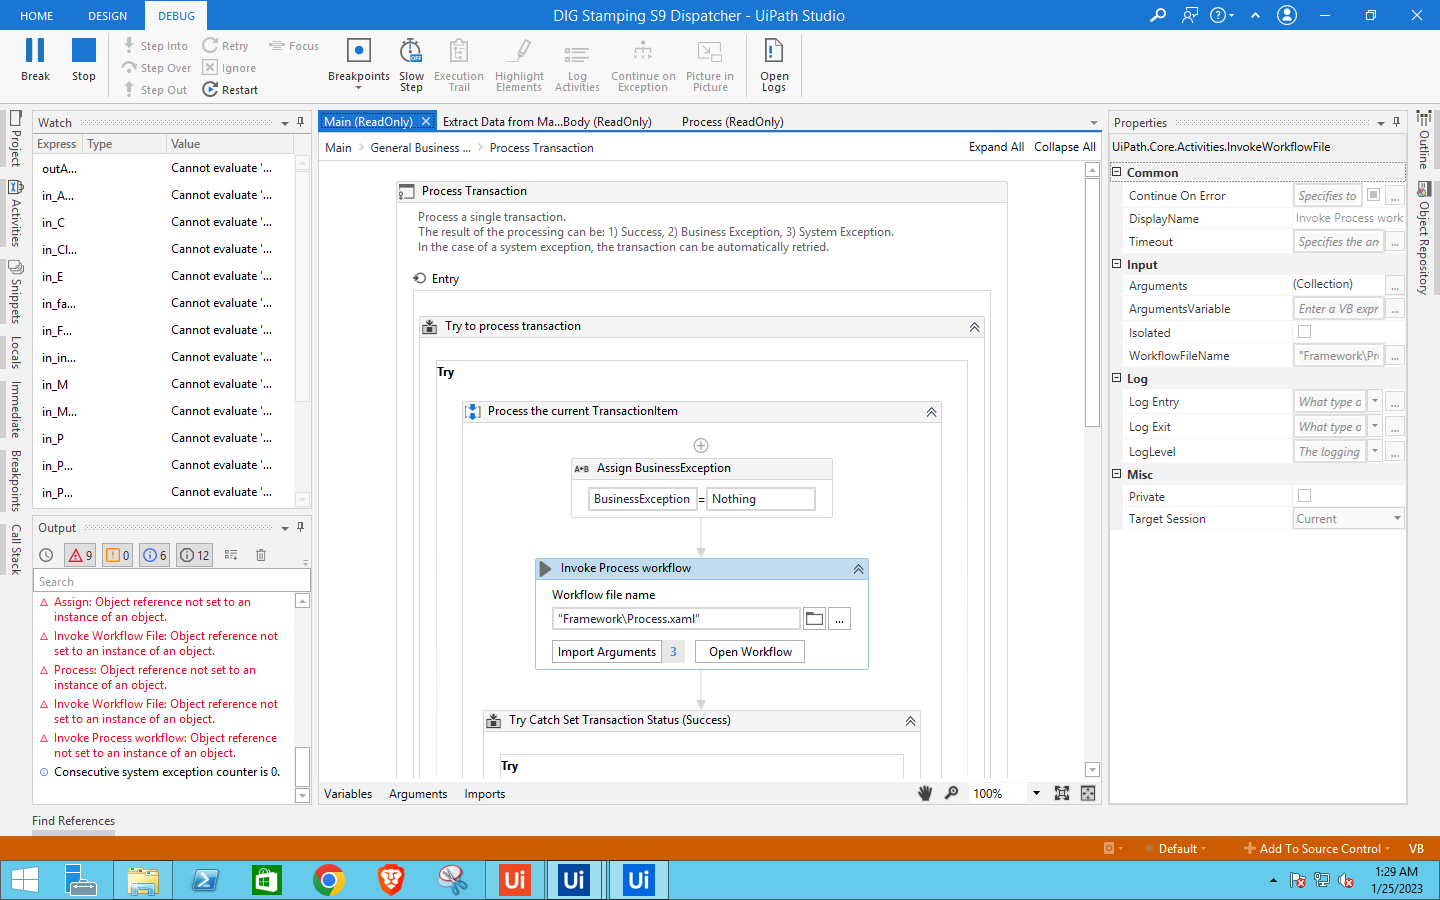 HOME
DESIGN
DEBUG
DIG Stamping S9 Dispatcher - UiPath Studio
Break
Stop
Step Into
Step Over
Step Out
Retry
Ignore
Restart
Focus
Breakpoints
Slow Step
Execution Trail
Highlight Elements
Log Activities
Continue on Exception
Picture in Picture
Open Logs
Project
Activities
Snippets
Locals
Immediate
Breakpoints
Call Stack
Watch
Express Type Value
outA... Cannot evaluate '...
in_A... Cannot evaluate '...
in_C Cannot evaluate '...
in_Cl... Cannot evaluate '...
in_E Cannot evaluate '...
in_fa... Cannot evaluate '...
in_F... Cannot evaluate '...
in_in... Cannot evaluate '...
in_M Cannot evaluate '...
in_M... Cannot evaluate '...
in_P Cannot evaluate '...
in_P... Cannot evaluate '...
in_P... Cannot evaluate '...
Output
9 0 6 12
Search
Assign: Object reference not set to an
instance of an object.
Invoke Workflow File: Object reference not
set to an instance of an object.
Process: Object reference not set to an
instance of an object.
Invoke Workflow File: Object reference not
set to an instance of an object.
Invoke Process workflow: Object reference
not set to an instance of an object.
Consecutive system exception counter is 0.
Find References
Main (ReadOnly)
Extract Data from Ma...Body (ReadOnly)
Process (ReadOnly)
Main > General Business ... > Process Transaction
Expand All Collapse All
Process Transaction
Process a single transaction.
The result of the processing can be: 1) Success, 2) Business Exception, 3) System Exception.
In the case of a system exception, the transaction can be automatically retried.
Entry
Try to process transaction
Try
Process the current TransactionItem
A*B Assign BusinessException
BusinessException = Nothing
Invoke Process workflow
Workflow file name
"Framework\Process.xaml"
...
Import Arguments 3
Open Workflow
Try Catch Set Transaction Status (Success)
Try
Variables Arguments Imports
100%
Properties
UiPath.Core.Activities.InvokeWorkflowFile
Common
Continue On Error Specifies to ...
DisplayName Invoke Process work
Timeout Specifies the an ...
Input
Arguments (Collection) ...
ArgumentsVariable Enter a VB expr ...
Isolated
WorkflowFileName "Framework\Pr ...
Log
Log Entry What type o ...
Log Exit What type o ...
LogLevel The logging ...
Misc
Private
Target Session Current
Outline
Object Repository
Default
Add To Source Control
VB
Ui
Ui
Ui
1:29 AM
1/25/2023